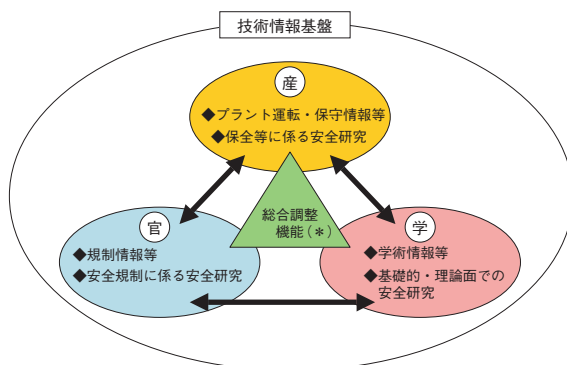 技術情報基盤
産
◆プラント運転・保守情報等
◆保全等に係る安全研究
総合調整
機能(＊)
官
◆規制情報等
◆安全規制に係る安全研究
学
◆学術情報等
◆基礎的・理論面での
安全研究